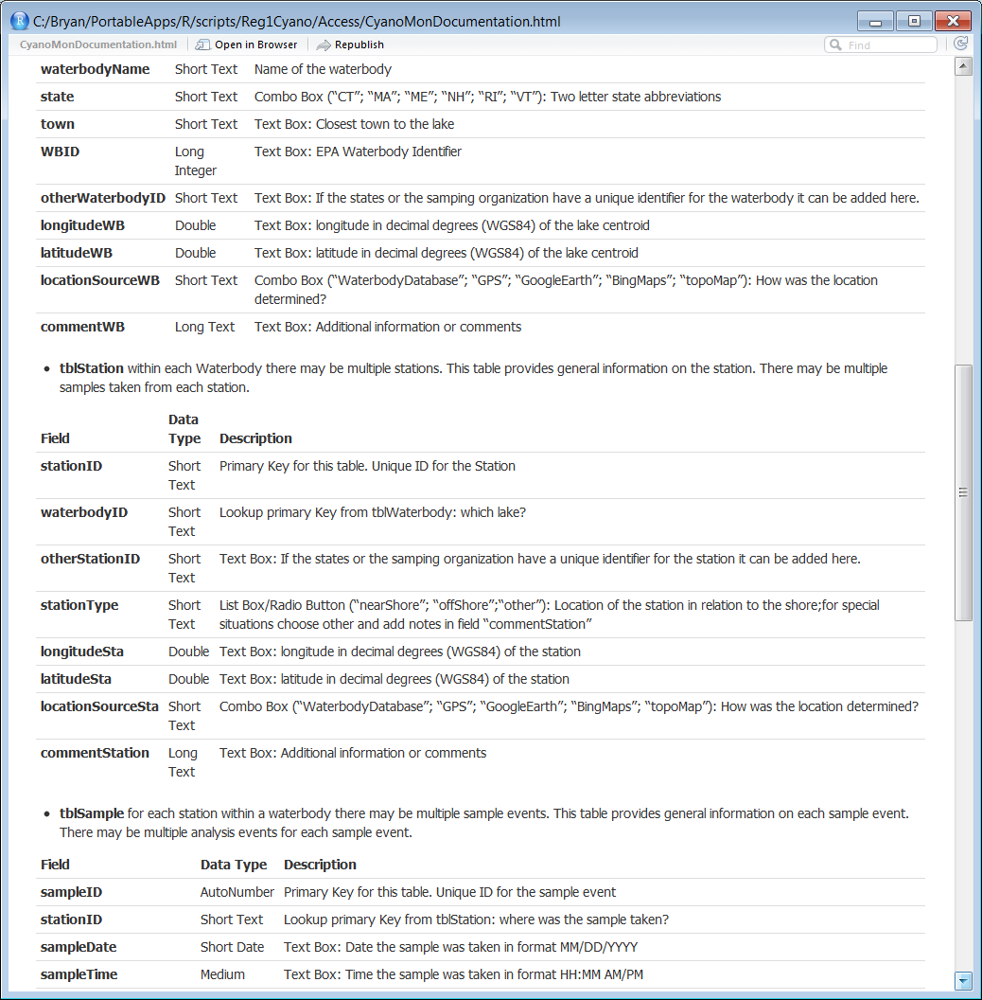 C:/Bryan/PortableApps/R/scripts/Reg1Cyano/Access/CyanoMonDocumentation.html
CyanoMonDocumentation.html Open in Browser Republish Find
waterbodyName Short Text Name of the waterbody
state Short Text Combo Box (“CT”; “MA”; “ME”; “NH”; “RI”; “VT”): Two letter state abbreviations
town Short Text Text Box: Closest town to the lake
WBID Long Text Box: EPA Waterbody Identifier
Integer
otherWaterbodyID Short Text Text Box: If the states or the samping organization have a unique identifier for the waterbody it can be added here.
longitudeWB Double Text Box: longitude in decimal degrees (WGS84) of the lake centroid
latitudeWB Double Text Box: latitude in decimal degrees (WGS84) of the lake centroid
locationSourceWB Short Text Combo Box (“WaterbodyDatabase”; “GPS”; “GoogleEarth”; “BingMaps”; “topoMap”): How was the location
determined?
commentWB Long Text Text Box: Additional information or comments
• tblStation within each Waterbody there may be multiple stations. This table provides general information on the station. There may be multiple
samples taken from each station.
Data
Field Type Description
stationID Short Primary Key for this table. Unique ID for the Station
Text
waterbodyID Short Lookup primary Key from tblWaterbody: which lake?
Text
otherStationID Short Text Box: If the states or the samping organization have a unique identifier for the station it can be added here.
Text
stationType Short List Box/Radio Button (“nearShore”; “offShore”;“other”): Location of the station in relation to the shore;for special
Text situations choose other and add notes in field “commentStation”
longitudeSta Double Text Box: longitude in decimal degrees (WGS84) of the station
latitudeSta Double Text Box: latitude in decimal degrees (WGS84) of the station
locationSourceSta Short Combo Box (“WaterbodyDatabase”; “GPS”; “GoogleEarth”; “BingMaps”; “topoMap”): How was the location determined?
Text
commentStation Long Text Box: Additional information or comments
Text
• tblSample for each station within a waterbody there may be multiple sample events. This table provides general information on each sample event.
There may be multiple analysis events for each sample event.
Field Data Type Description
sampleID AutoNumber Primary Key for this table. Unique ID for the sample event
stationID Short Text Lookup primary Key from tblStation: where was the sample taken?
sampleDate Short Date Text Box: Date the sample was taken in format MM/DD/YYYY
sampleTime Medium Text Box: Time the sample was taken in format HH:MM AM/PM